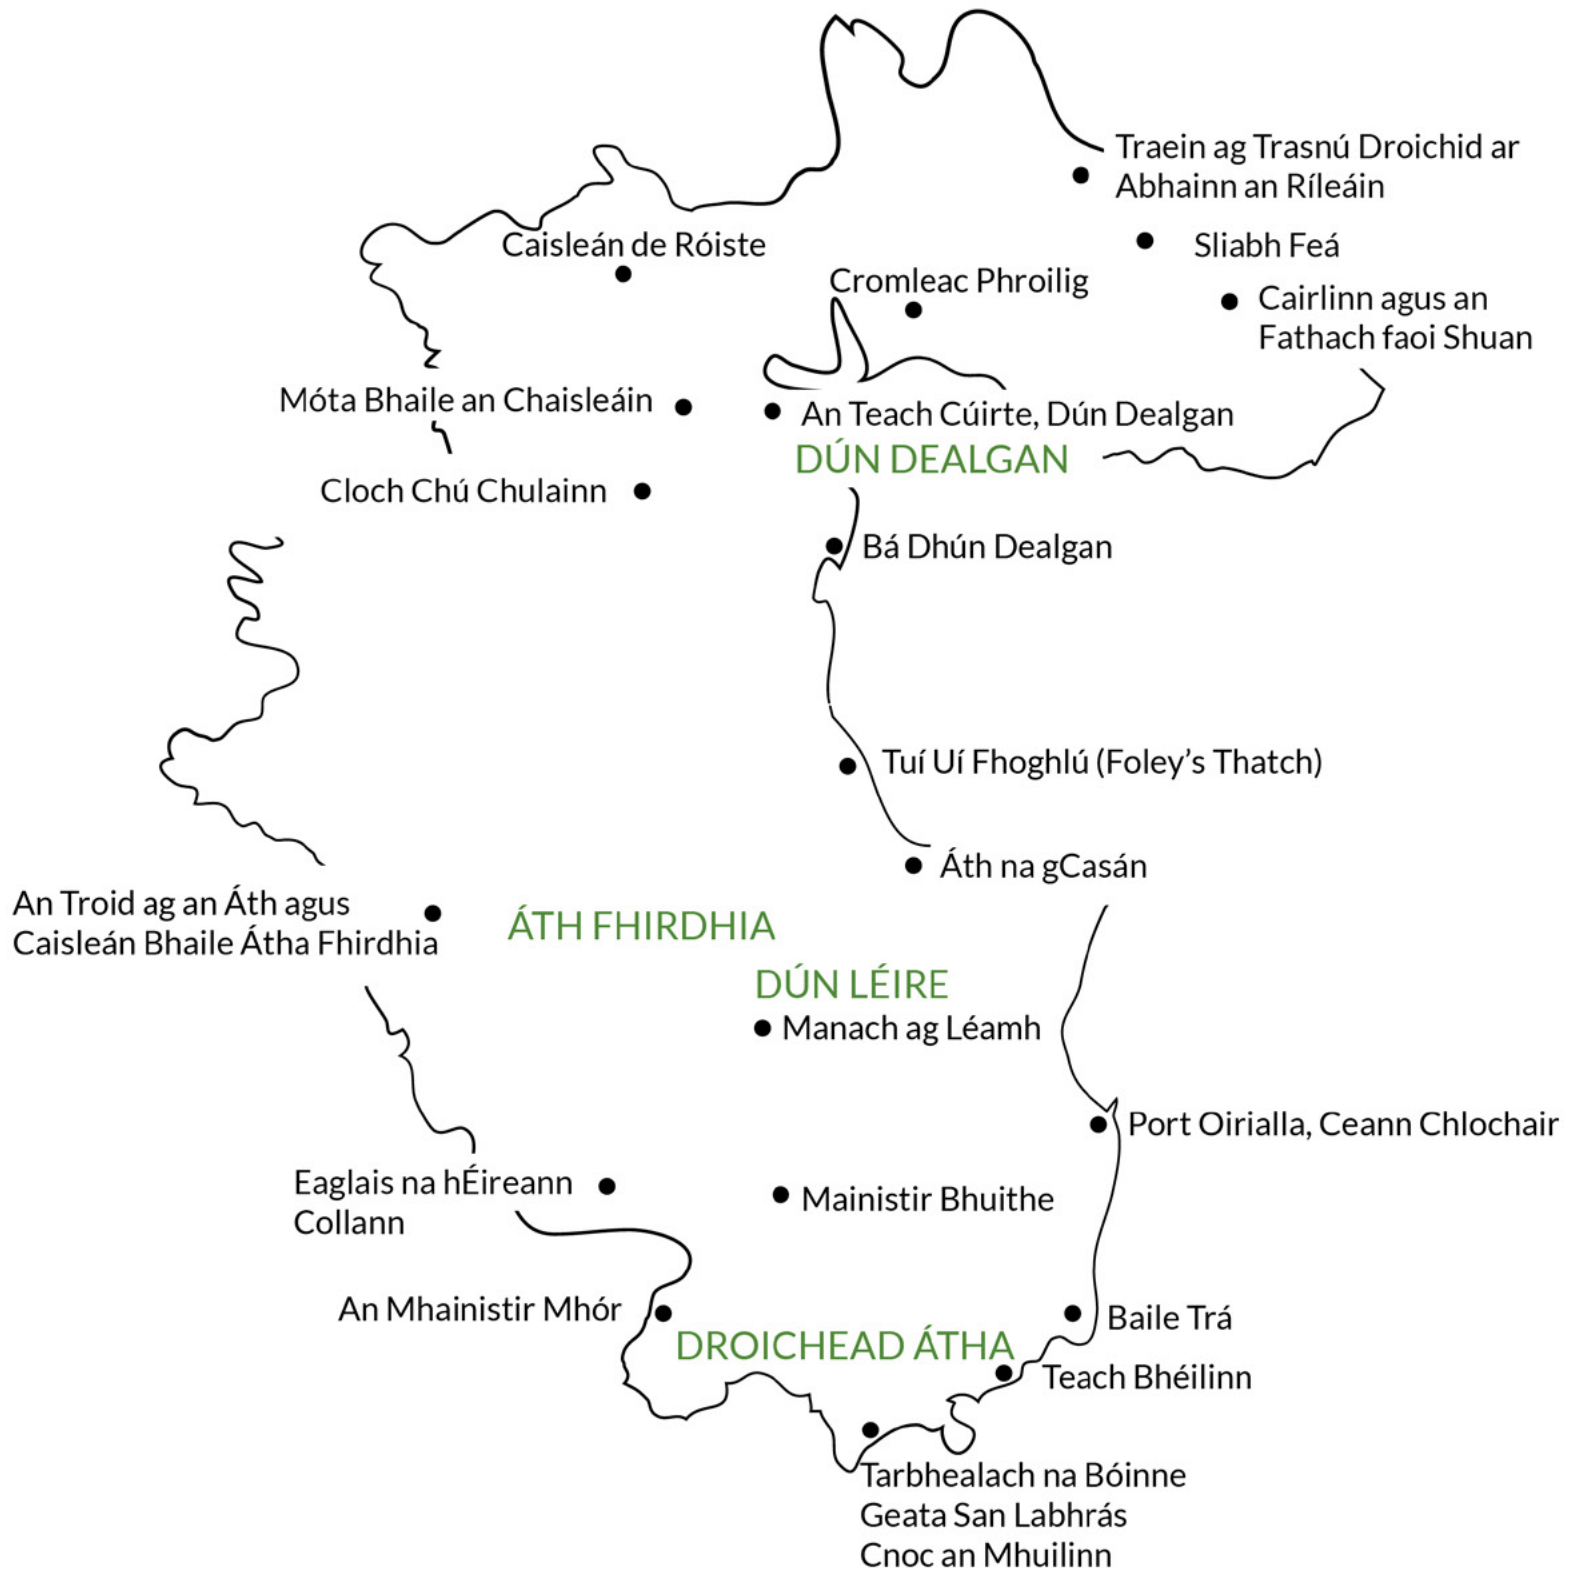 Traein ag Trasnú Droichid ar
Abhainn an Ríleáin
Caisleán de Róiste
Sliabh Feá
Cromleac Phroilig
Cairlinn agus an
Fathach faoi Shuan
Móta Bhaile an Chaisleáin
An Teach Cúirte, Dún Dealgan
DÚN DEALGAN
Cloch Chú Chulainn
Bá Dhún Dealgan
Tuí Uí Fhoghlú (Foley’s Thatch)
Áth na gCasán
An Troid ag an Áth agus
Caisleán Bhaile Átha Fhirdhia
ÁTH FHIRDHIA
DÚN LÉIRE
Manach ag Léamh
Port Oirialla, Ceann Chlochair
Eaglais na hÉireann
Collann
Mainistir Bhuithe
An Mhainistir Mhór
Baile Trá
DROICHEAD ÁTHA
Teach Bhéilinn
Tarbhealach na Bóinne
Geata San Labhrás
Cnoc an Mhuilinn